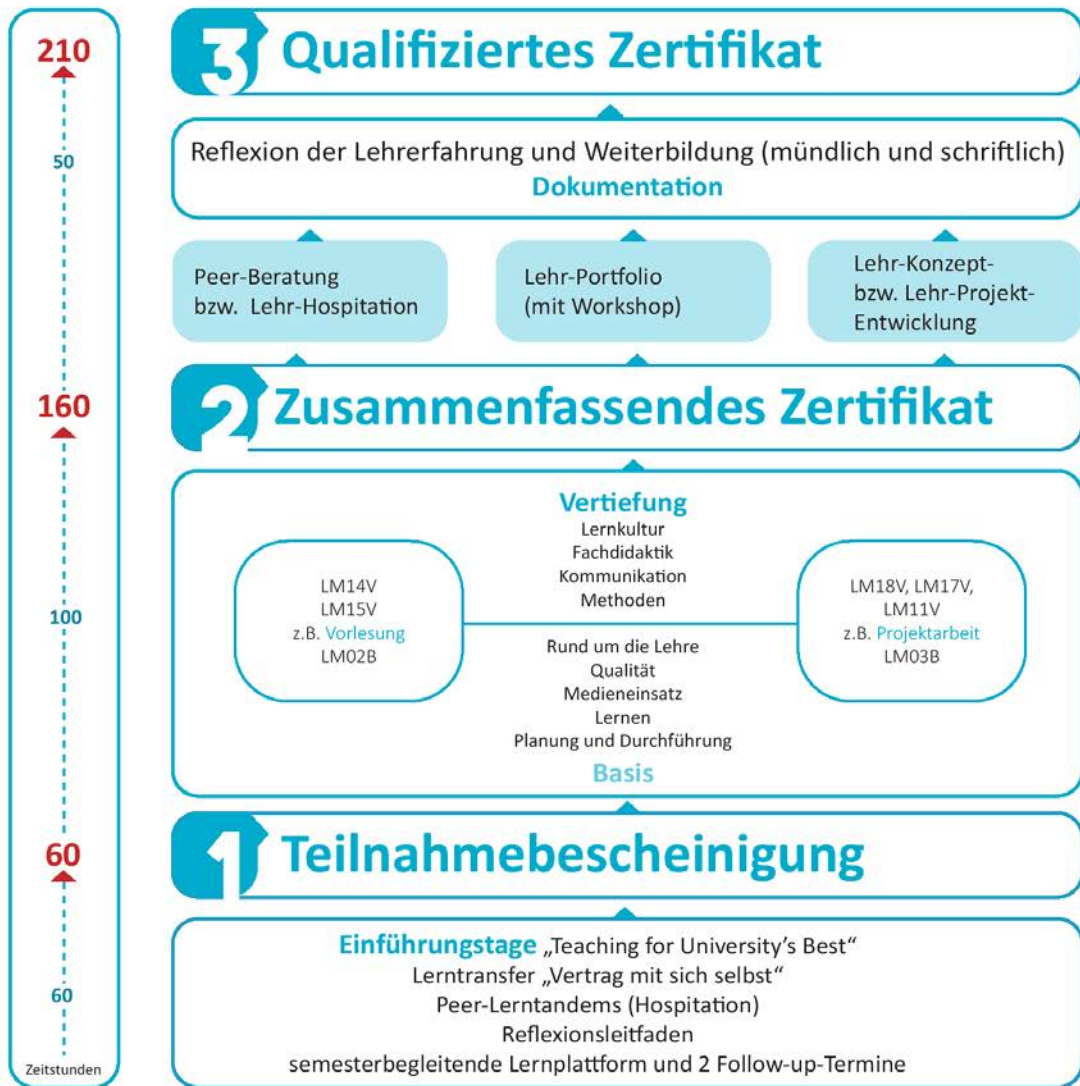 210
50
160
100
60
60
Zeitstunden
3 Qualifiziertes Zertifikat
Reflexion der Lehrerfahrung und Weiterbildung (mündlich und schriftlich)
Dokumentation
Peer-Beratung
bzw. Lehr-Hospitation
Lehr-Portfolio
(mit Workshop)
Lehr-Konzept-
bzw. Lehr-Projekt-
Entwicklung
2 Zusammenfassendes Zertifikat
Vertiefung
Lernkultur
Fachdidaktik
Kommunikation
Methoden
LM14V
LM15V
z.B. Vorlesung
LM02B
LM18V, LM17V,
LM11V
z.B. Projektarbeit
LM03B
Rund um die Lehre
Qualität
Medieneinsatz
Lernen
Planung und Durchführung
Basis
1 Teilnahmebescheinigung
Einführungstage „Teaching for University’s Best“
Lerntransfer „Vertrag mit sich selbst“
Peer-Lerntandems (Hospitation)
Reflexionsleitfaden
semesterbegleitende Lernplattform und 2 Follow-up-Termine